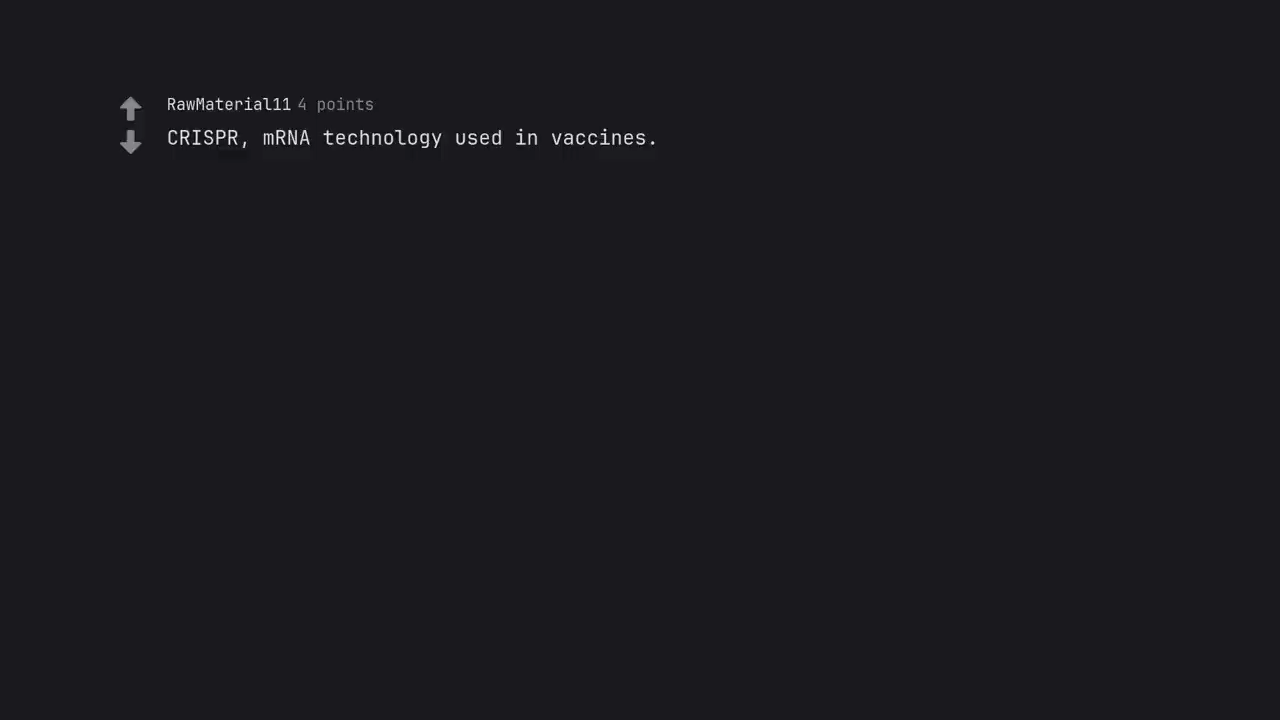 RawMaterial11 4 points
CRISPR, mRNA technology used in vaccines.